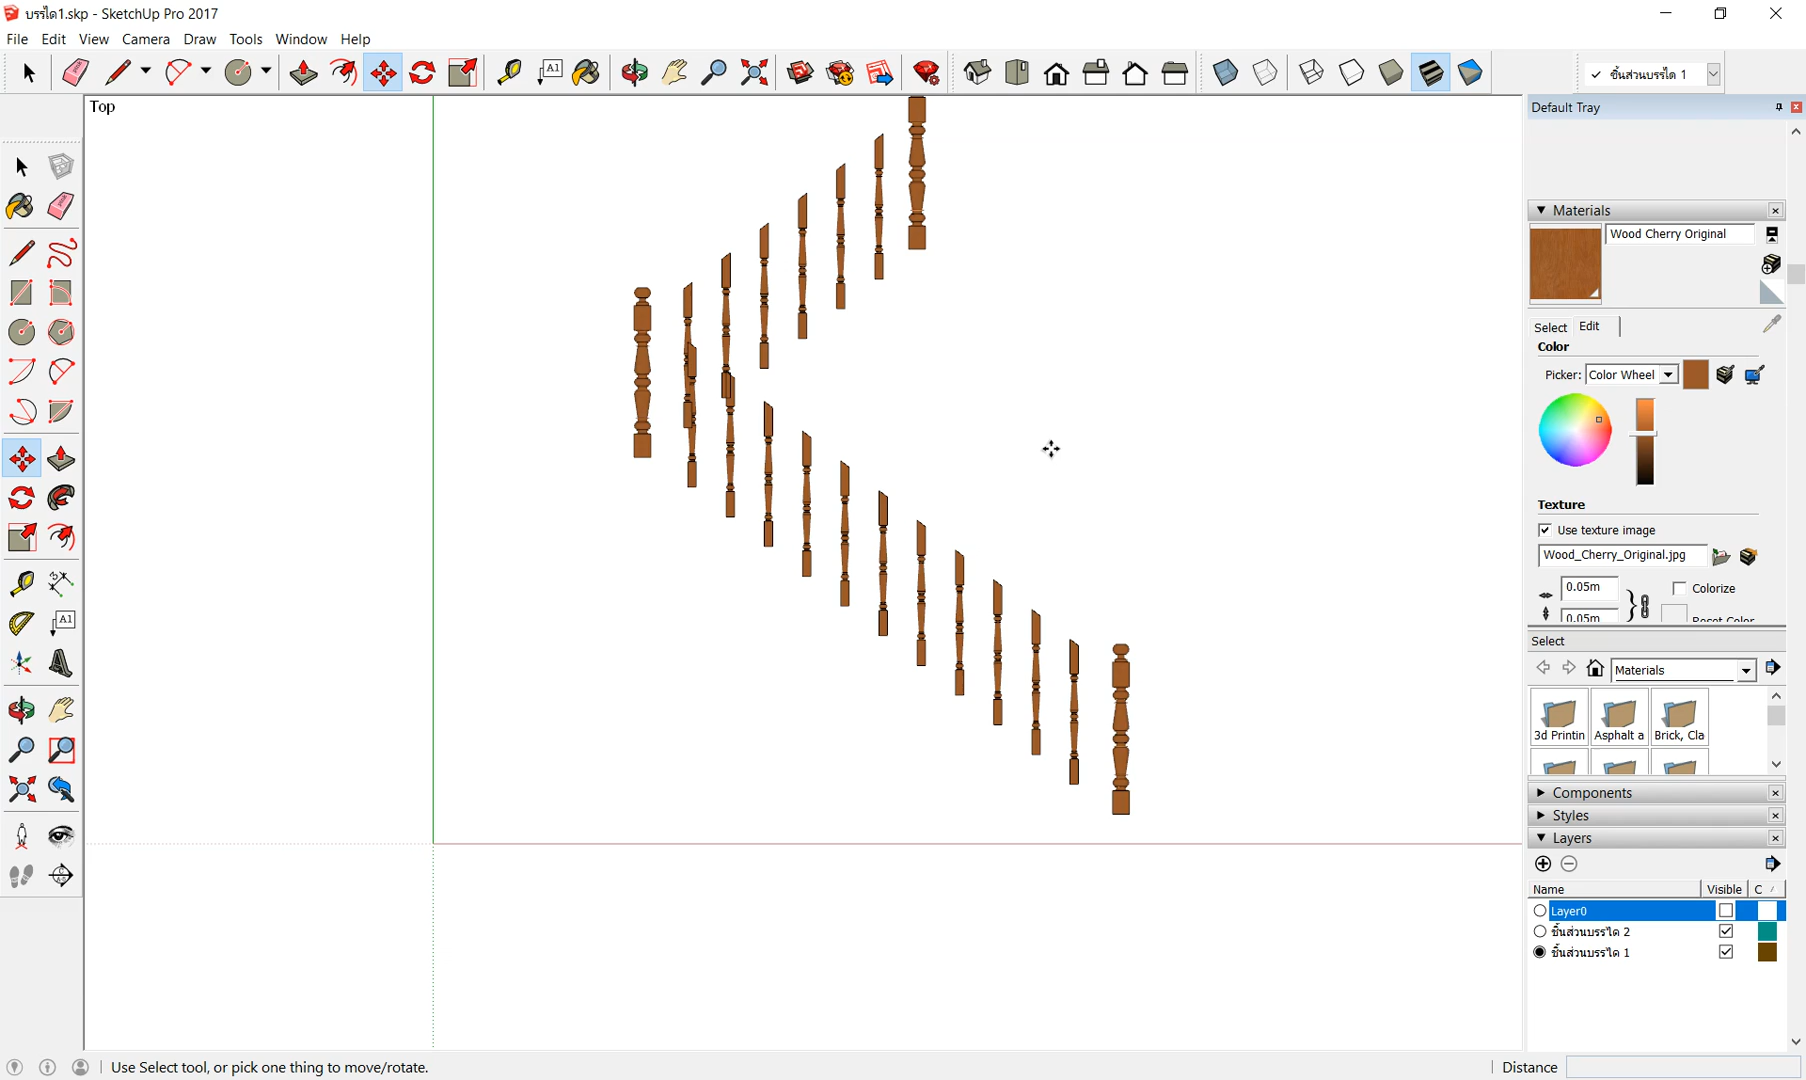 บรรได1.skp - SketchUp Pro 2017
File Edit View Camera Draw Tools Window Help
A1
✓ ชิ้นส่วนบรรได 1
Top
Default Tray
Materials
Wood Cherry Original
Select Edit
Color
Picker: Color Wheel
Texture
Use texture image
Wood_Cherry_Original.jpg
0.05m
Colorize
0.05m
Reset Color
Select
Materials
3d Printin
Asphalt a
Brick, Cla
Components
Styles
Layers
Name Visible C
Layer0
ชิ้นส่วนบรรได 2
ชิ้นส่วนบรรได 1
3
A1
Use Select tool, or pick one thing to move/rotate.
Distance